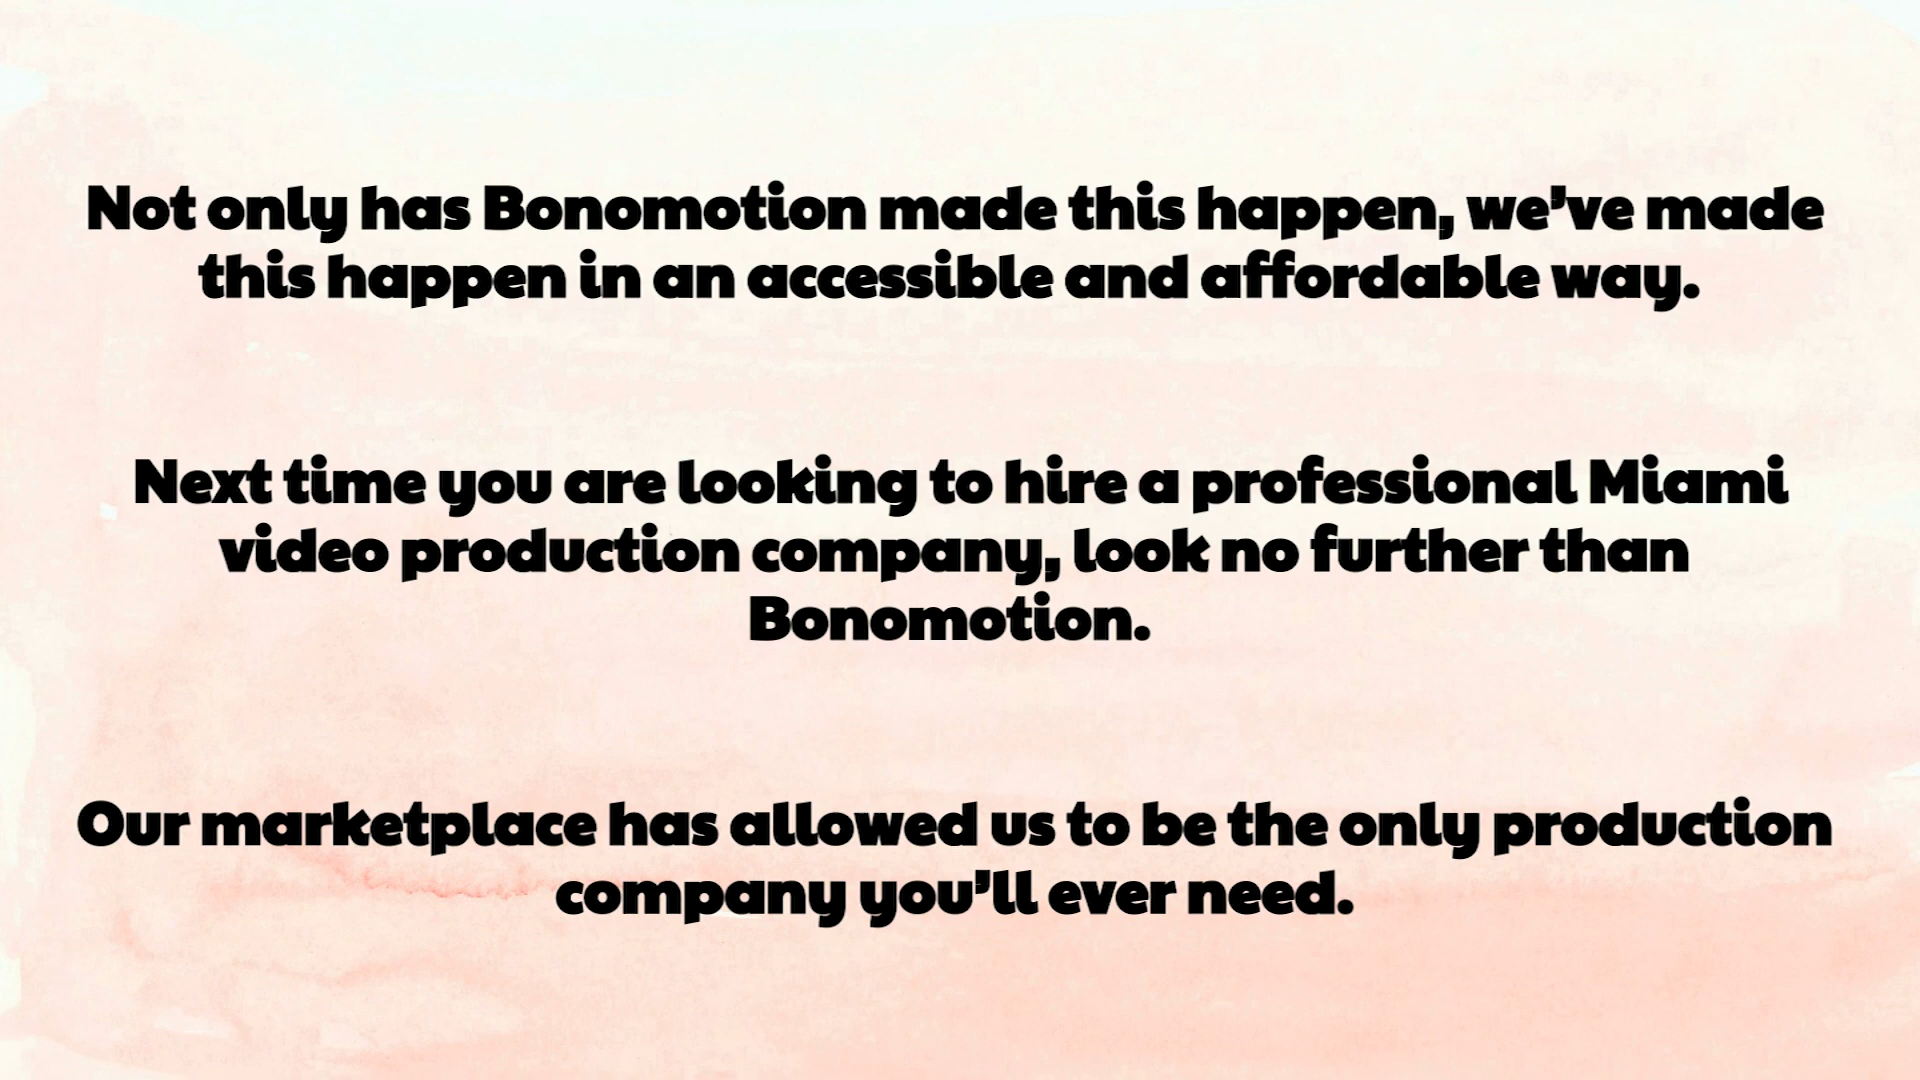 Not only has Bonomotion made this happen, we’ve made
this happen in an accessible and affordable way.
Next time you are looking to hire a professional Miami
video production company, look no further than
Bonomotion.
Our marketplace has allowed us to be the only production
company you’ll ever need.